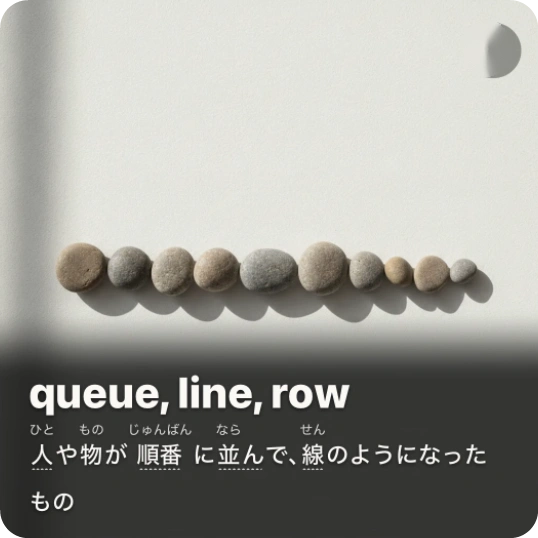 queue, line, row
ひと もの じゅんばん なら せん
人や物が 順番 に並んで、線のようになった
もの